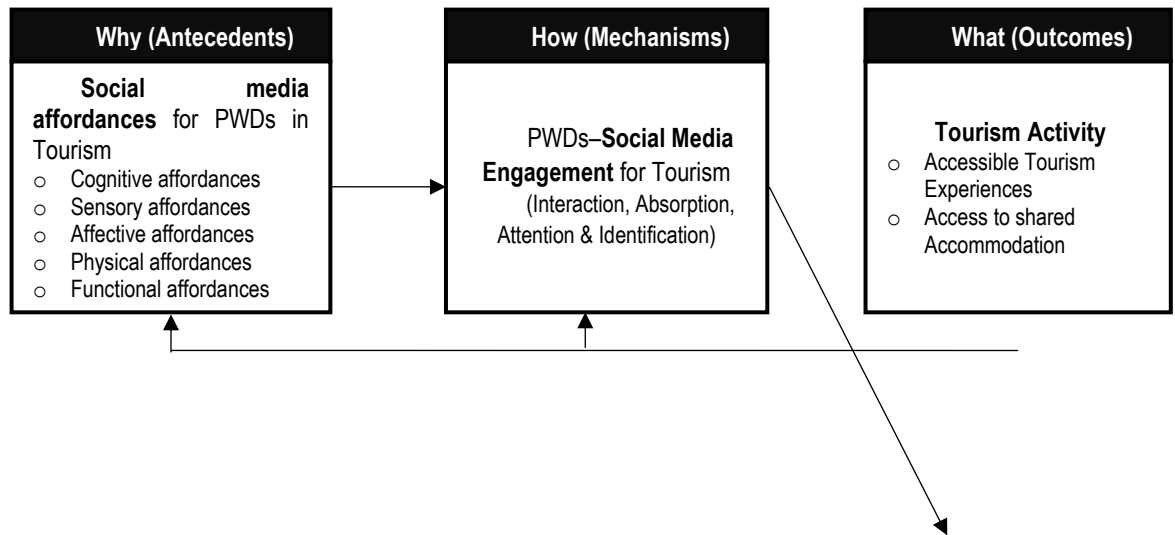 Why (Antecedents)
Social media
affordances for PWDs in
Tourism
o Cognitive affordances
o Sensory affordances
o Affective affordances
o Physical affordances
o Functional affordances
How (Mechanisms)
PWDs–Social Media
Engagement for Tourism
(Interaction, Absorption,
Attention & Identification)
What (Outcomes)
Tourism Activity
o Accessible Tourism
Experiences
o Access to shared
Accommodation